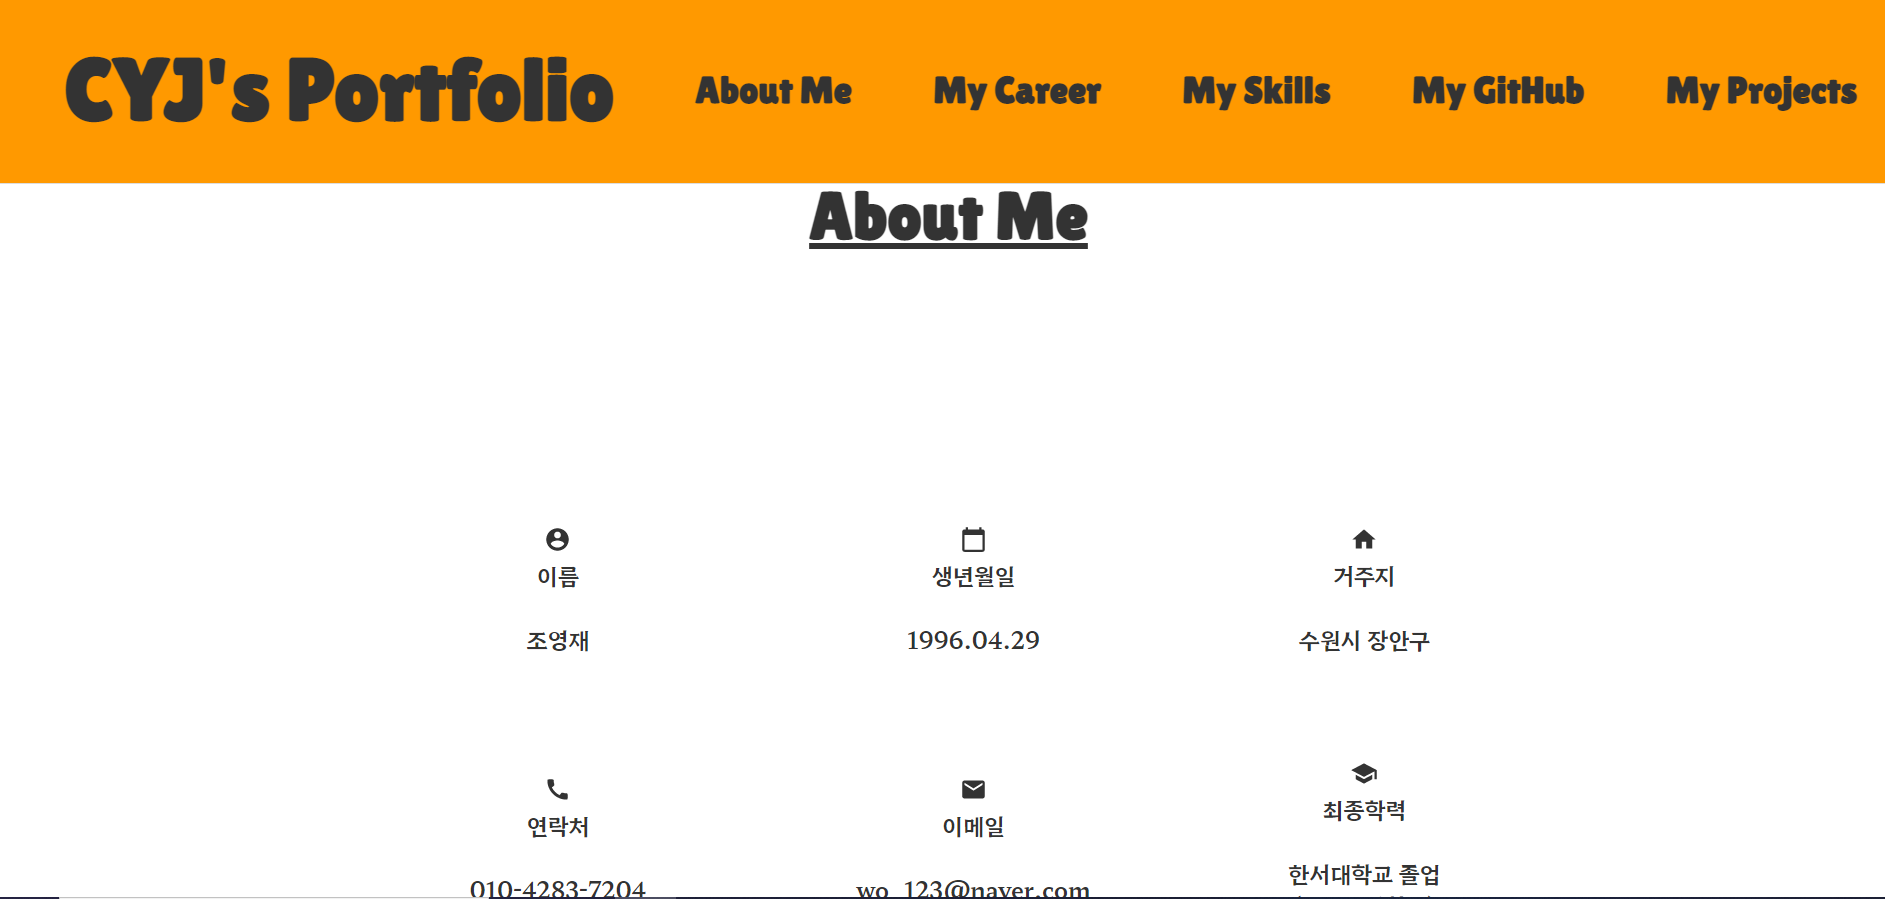 CYJ's Portfolio About Me My Career My Skills My GitHub My Projects
About Me
이름 생년월일 거주지
조영재 1996.04.29 수원시 장안구
연락처 이메일 최종학력
010-4283-7204 wo_123@naver.com 한서대학교 졸업